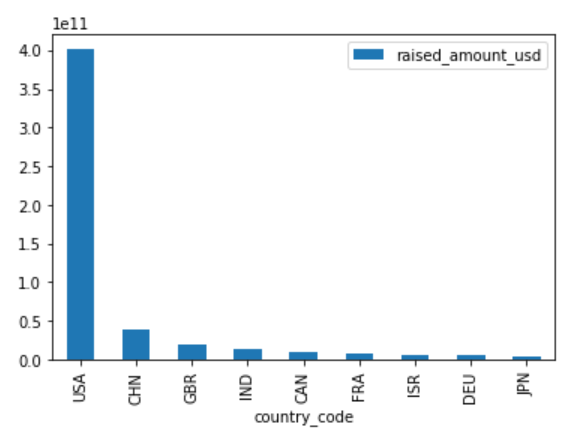 1e11
raised_amount_usd
4.0
3.5
3.0
2.5
2.0
1.5
1.0
0.5
0.0
USA CHN GBR IND CAN FRA ISR DEU JPN
country_code